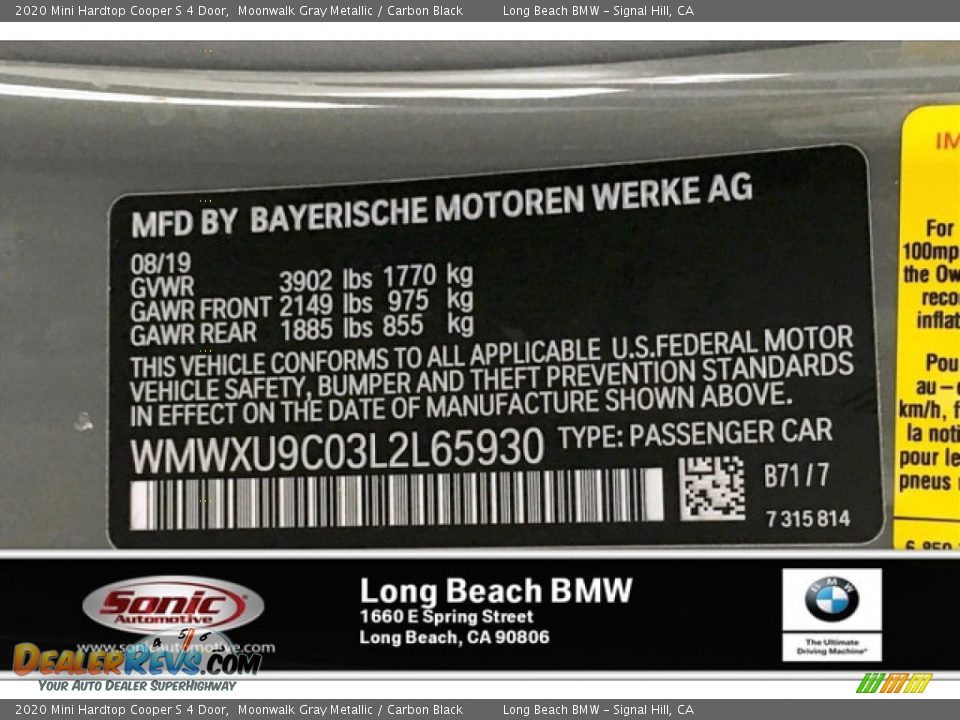 2020 Mini Hardtop Cooper S 4 Door,  Moonwalk Gray Metallic / Carbon Black  Long Beach BMW - Signal Hill, CA
MFD BY BAYERISCHE MOTOREN WERKE AG
08/19
GVWR 3902 lbs 1770 kg
GAWR FRONT 2149 lbs 975 kg
GAWR REAR 1885 lbs 855 kg
THIS VEHICLE CONFORMS TO ALL APPLICABLE U.S.FEDERAL MOTOR
VEHICLE SAFETY, BUMPER AND THEFT PREVENTION STANDARDS
IN EFFECT ON THE DATE OF MANUFACTURE SHOWN ABOVE.
WMWXU9C03L2L65930 TYPE: PASSENGER CAR
B71/7
7 315 814
IM
For
100mp
the Ow
reco
inflat
Pou
au-
km/h, f
la noti
pour le
pneus
Sonic
Automotive
www.sonicautomotive.com
Long Beach BMW
1660 E Spring Street
Long Beach, CA 90806
BMW
The Ultimate
Driving Machine®
4 5 6
DealerRevs.com
Your Auto Dealer SuperHighway
2020 Mini Hardtop Cooper S 4 Door,  Moonwalk Gray Metallic / Carbon Black  Long Beach BMW - Signal Hill, CA